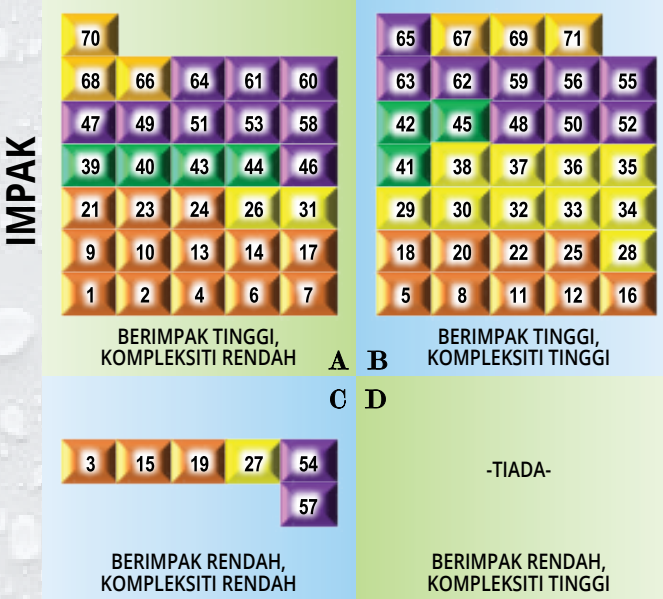 IMPAK
70
68 66 64 61 60
47 49 51 53 58
39 40 43 44 46
21 23 24 26 31
9 10 13 14 17
1 2 4 6 7
BERIMPAK TINGGI,
KOMPLEKSITI RENDAH
A
65 67 69 71
63 62 59 56 55
42 45 48 50 52
41 38 37 36 35
29 30 32 33 34
18 20 22 25 28
5 8 11 12 16
BERIMPAK TINGGI,
KOMPLEKSITI TINGGI
B
C
3 15 19 27 54
57
BERIMPAK RENDAH,
KOMPLEKSITI RENDAH
D
-TIADA-
BERIMPAK RENDAH,
KOMPLEKSITI TINGGI